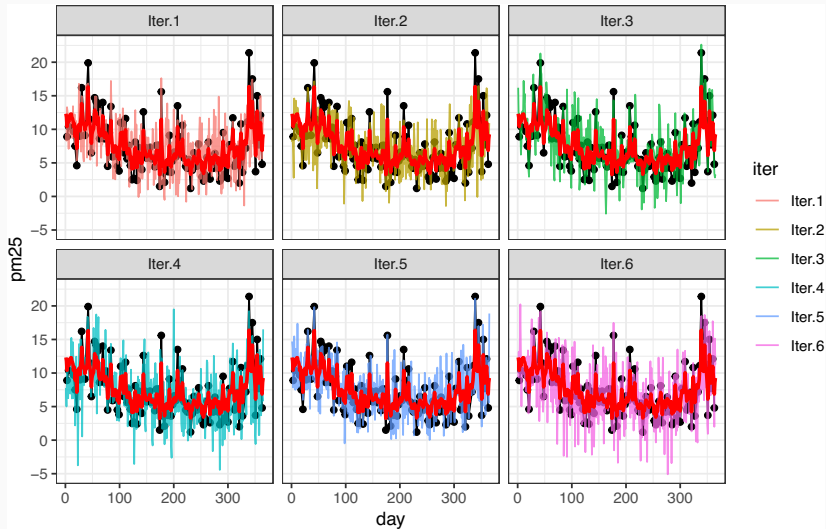 Iter.1 Iter.2 Iter.3
20
15
10
5
0
−5
Iter.4 Iter.5 Iter.6
20
15
10
5
0
−5
0 100 200 300 0 100 200 300 0 100 200 300
day
pm25
iter
Iter.1
Iter.2
Iter.3
Iter.4
Iter.5
Iter.6